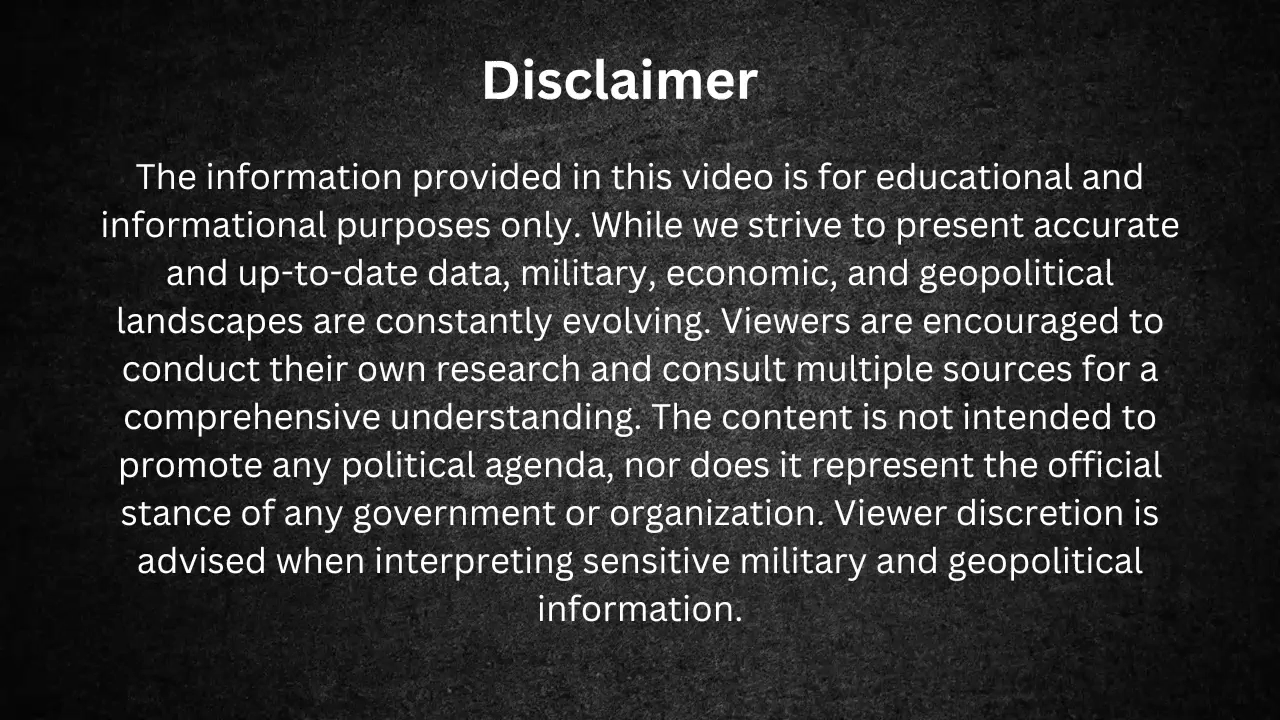 Disclaimer
The information provided in this video is for educational and
informational purposes only. While we strive to present accurate
and up-to-date data, military, economic, and geopolitical
landscapes are constantly evolving. Viewers are encouraged to
conduct their own research and consult multiple sources for a
comprehensive understanding. The content is not intended to
promote any political agenda, nor does it represent the official
stance of any government or organization. Viewer discretion is
advised when interpreting sensitive military and geopolitical
information.